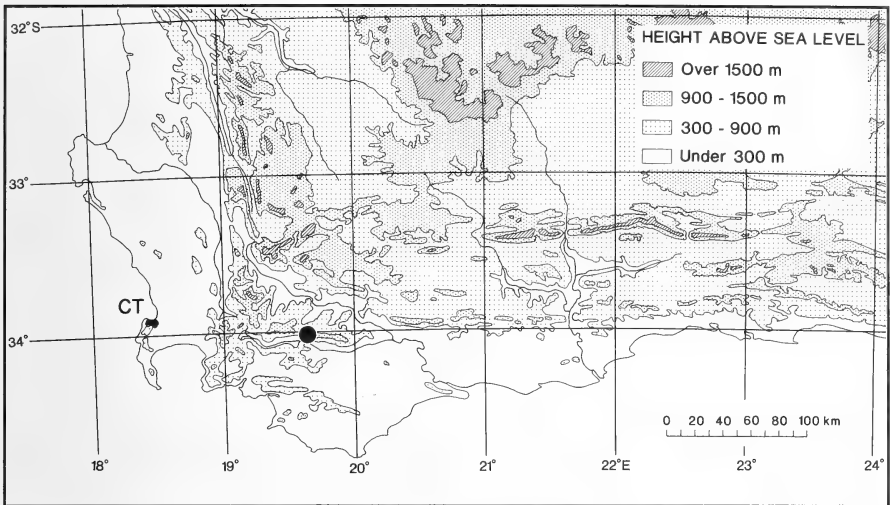 32°S
HEIGHT ABOVE SEA LEVEL
Over 1500 m
900 - 1500 m
300 - 900 m
Under 300 m
33°
CT
34°
0 20 40 60 80 100 km
18° 19° 20° 21° 22°E 23° 24°